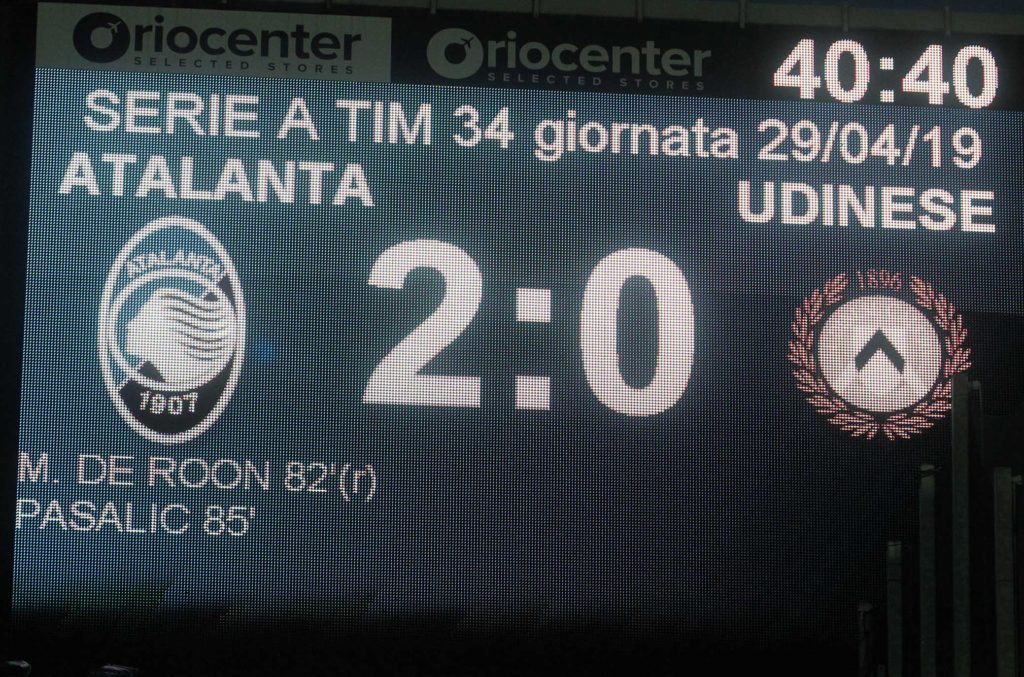 Oriocenter
SELECTED STORES
Oriocenter
SELECTED STORES
40:40
SERIE A TIM 34 giornata 29/04/19
ATALANTA
UDINESE
2:0
ATALANTA
1907
1896
M. DE ROON 82'(r)
PASALIC 85'